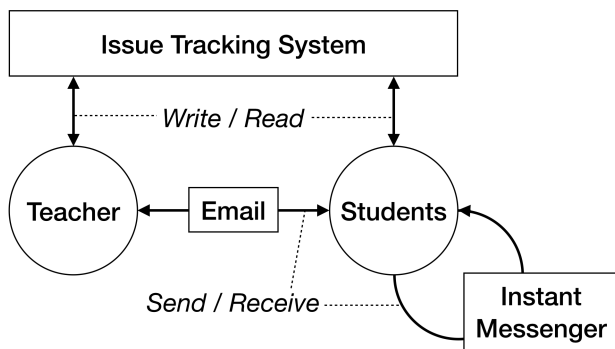 Issue Tracking System
Write / Read
Teacher
Email
Students
Send / Receive
Instant
Messenger